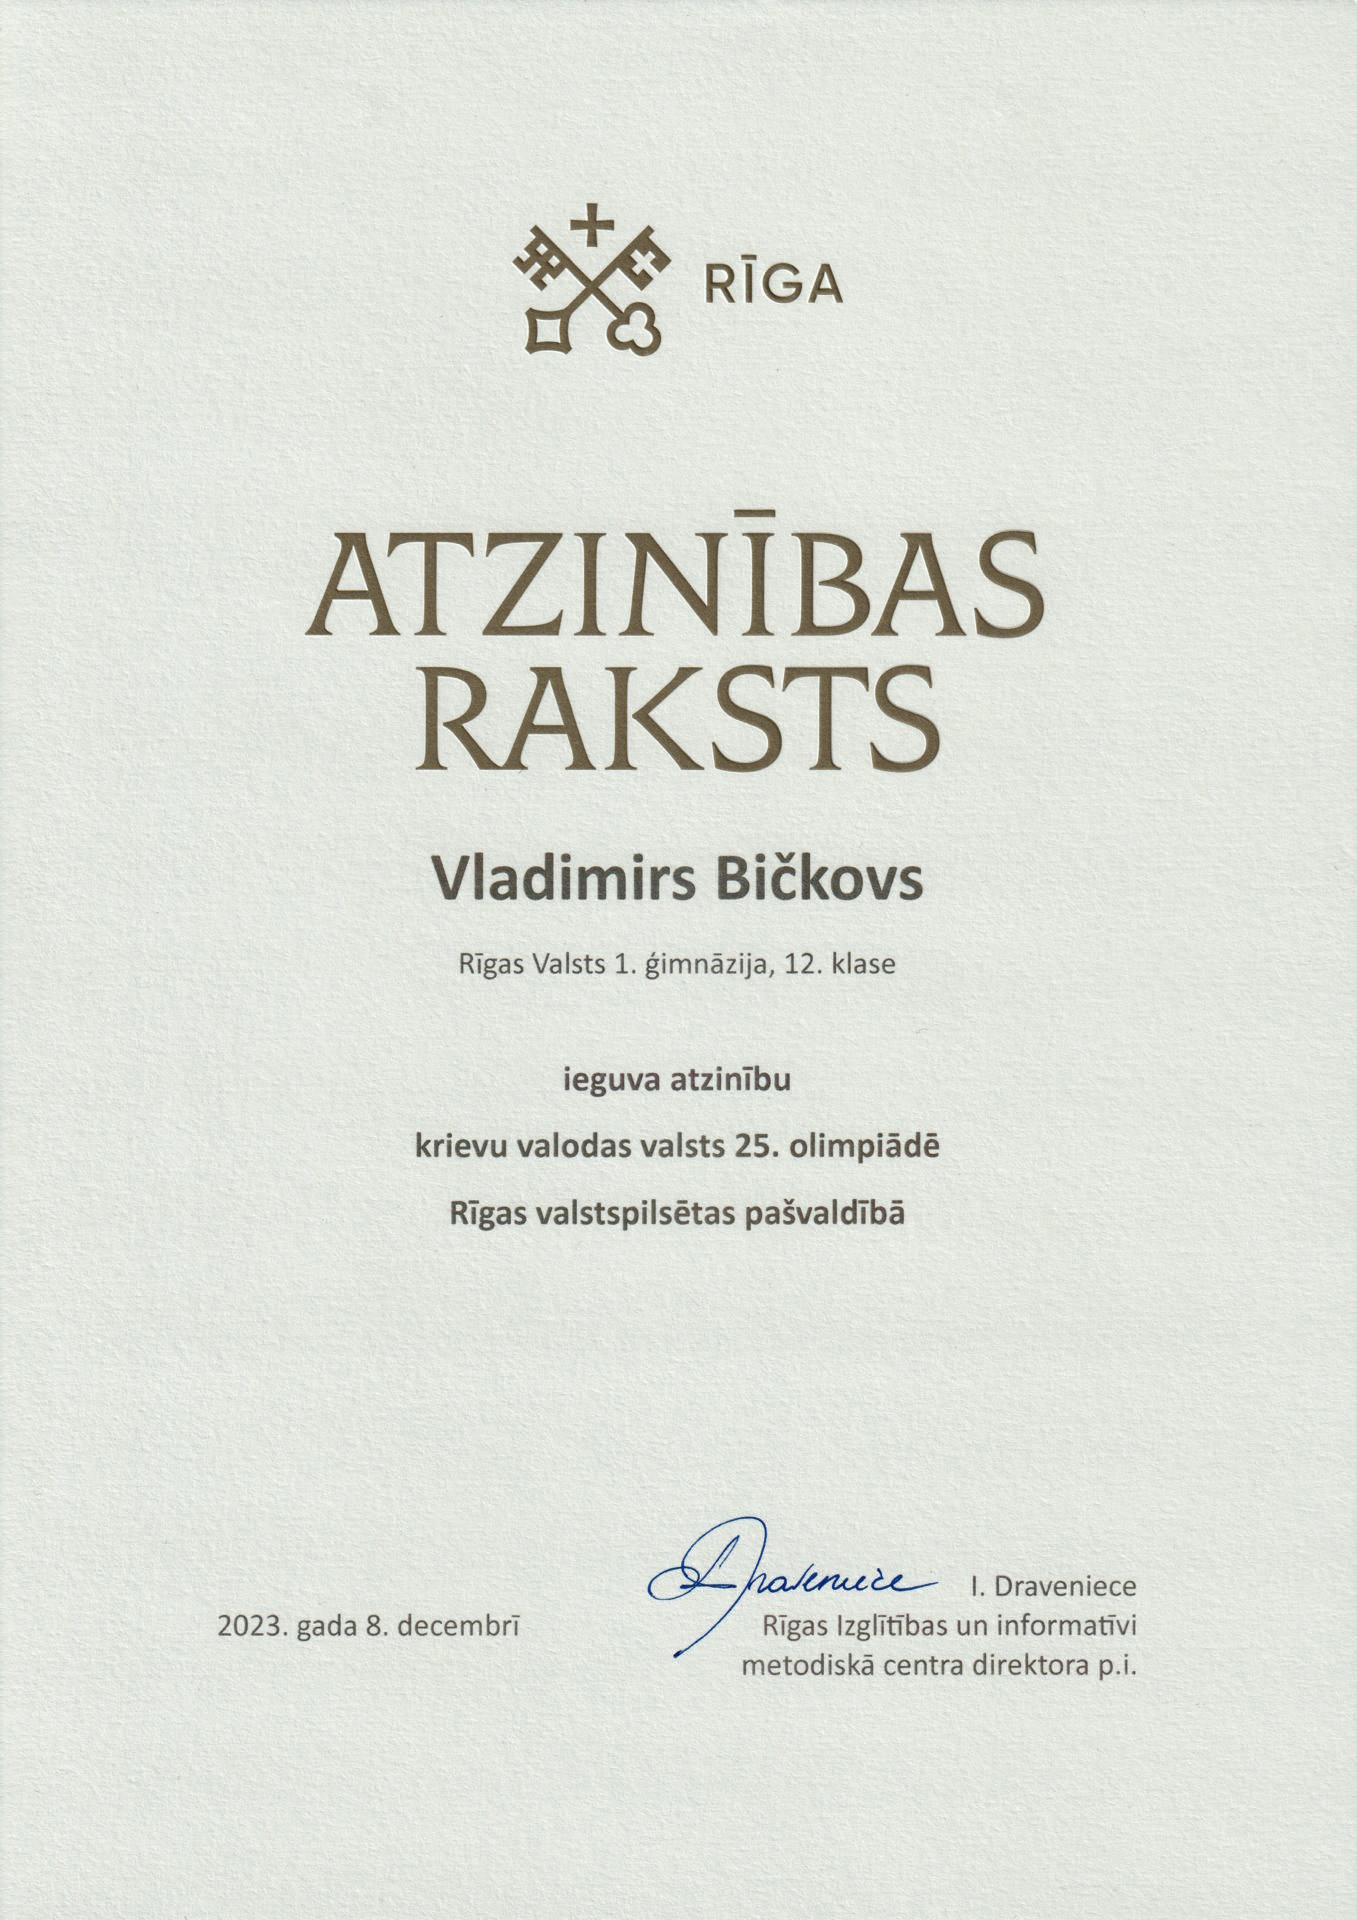 RĪGA
ATZINĪBAS
RAKSTS
Vladimirs Bičkovs
Rīgas Valsts 1. ģimnāzija, 12. klase
ieguva atzinību
krievu valodas valsts 25. olimpiādē
Rīgas valstspilsētas pašvaldībā
Draveniece I. Draveniece
2023. gada 8. decembrī Rīgas Izglītības un informatīvi
metodiskā centra direktora p.i.